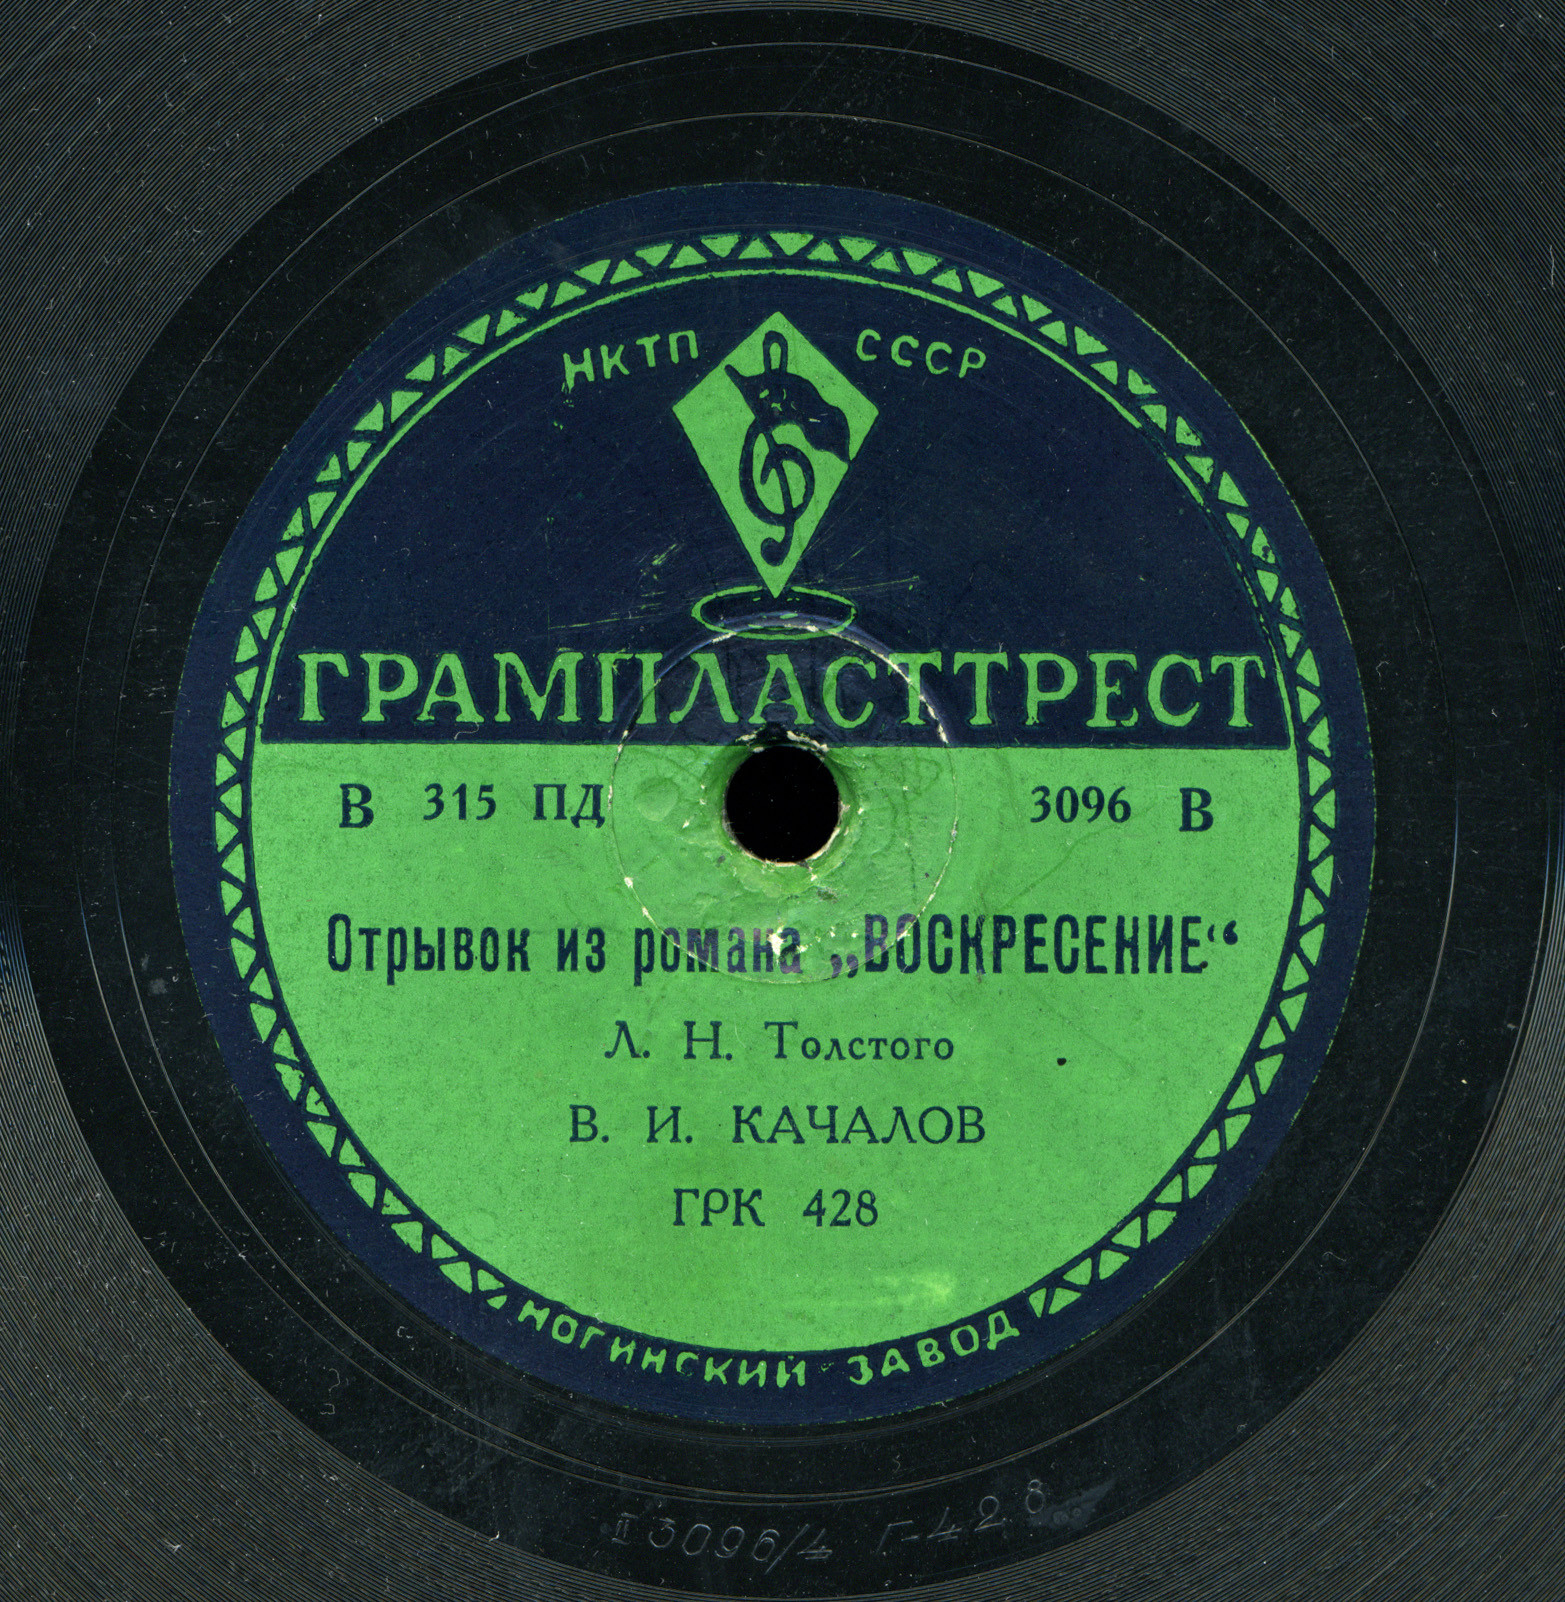 НКТП СССР
ГРАМПЛАСТТРЕСТ
В 315 ПД 3096 В
Отрывок из романа „ВОСКРЕСЕНИЕ“
Л. Н. Толстого
В. И. КАЧАЛОВ
ГРК 428
НОГИНСКИЙ ЗАВОД
II 3096/4 Г-428